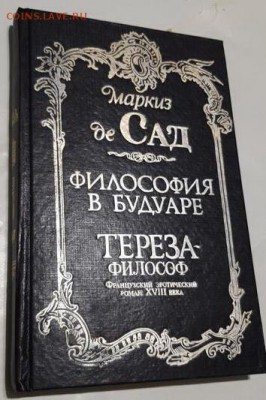 COINS.LAVE.RU
Маркиз
де САД
ФИЛОСОФИЯ
В БУДУАРЕ
ТЕРЕЗА-
ФИЛОСОФ
ФРАНЦУЗСКИЙ ЭРОТИЧЕСКИЙ
РОМАН XVIII ВЕКА